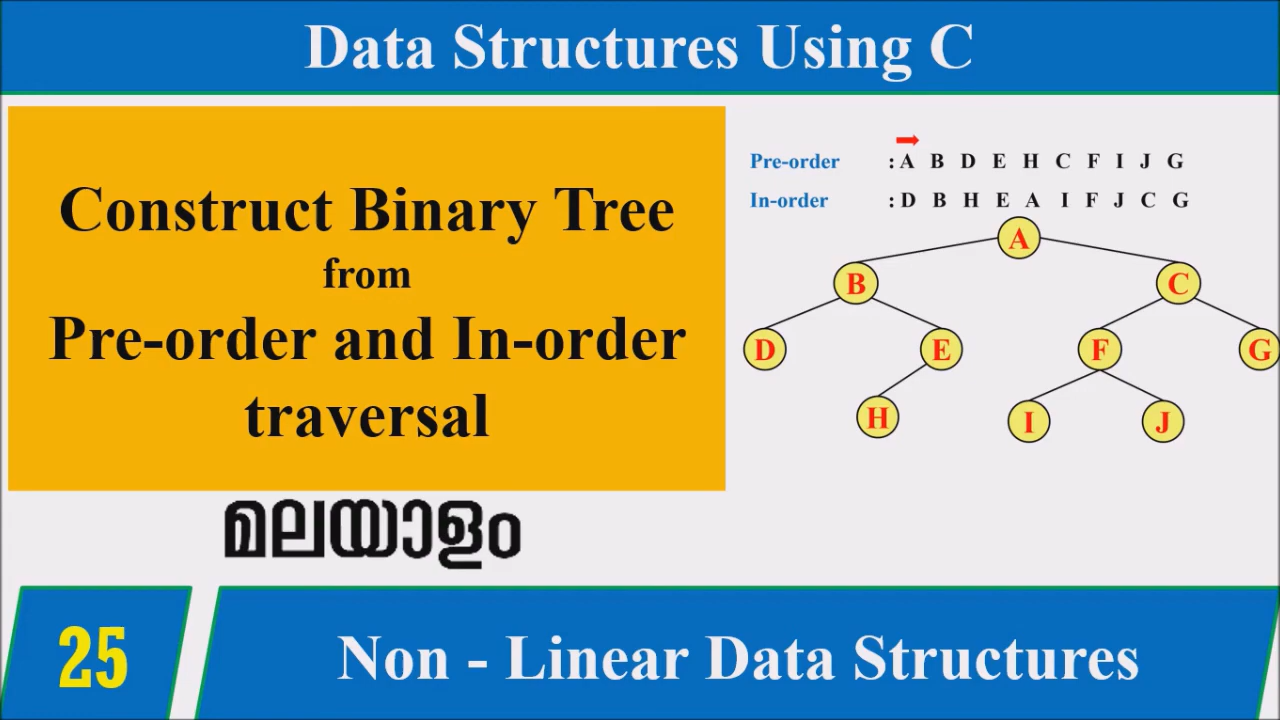 Data Structures Using C
Construct Binary Tree
from
Pre-order and In-order
traversal
മലയാളം
Pre-order : A B D E H C F I J G
In-order : D B H E A I F J C G
A
B C
D E F G
H I J
25
Non - Linear Data Structures